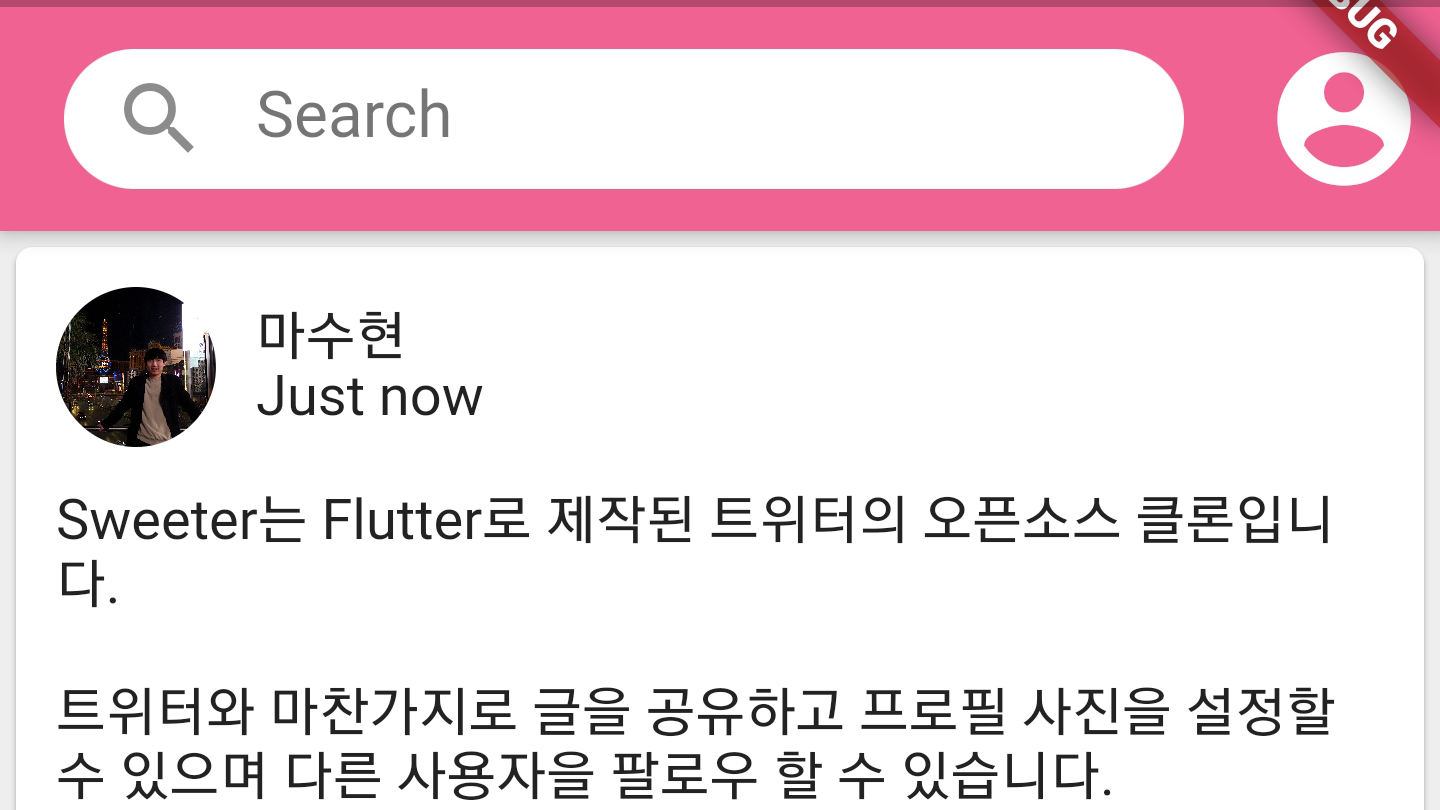 Search
마수현
Just now
Sweeter는 Flutter로 제작된 트위터의 오픈소스 클론입니
다.
트위터와 마찬가지로 글을 공유하고 프로필 사진을 설정할
수 있으며 다른 사용자을 팔로우 할 수 있습니다.